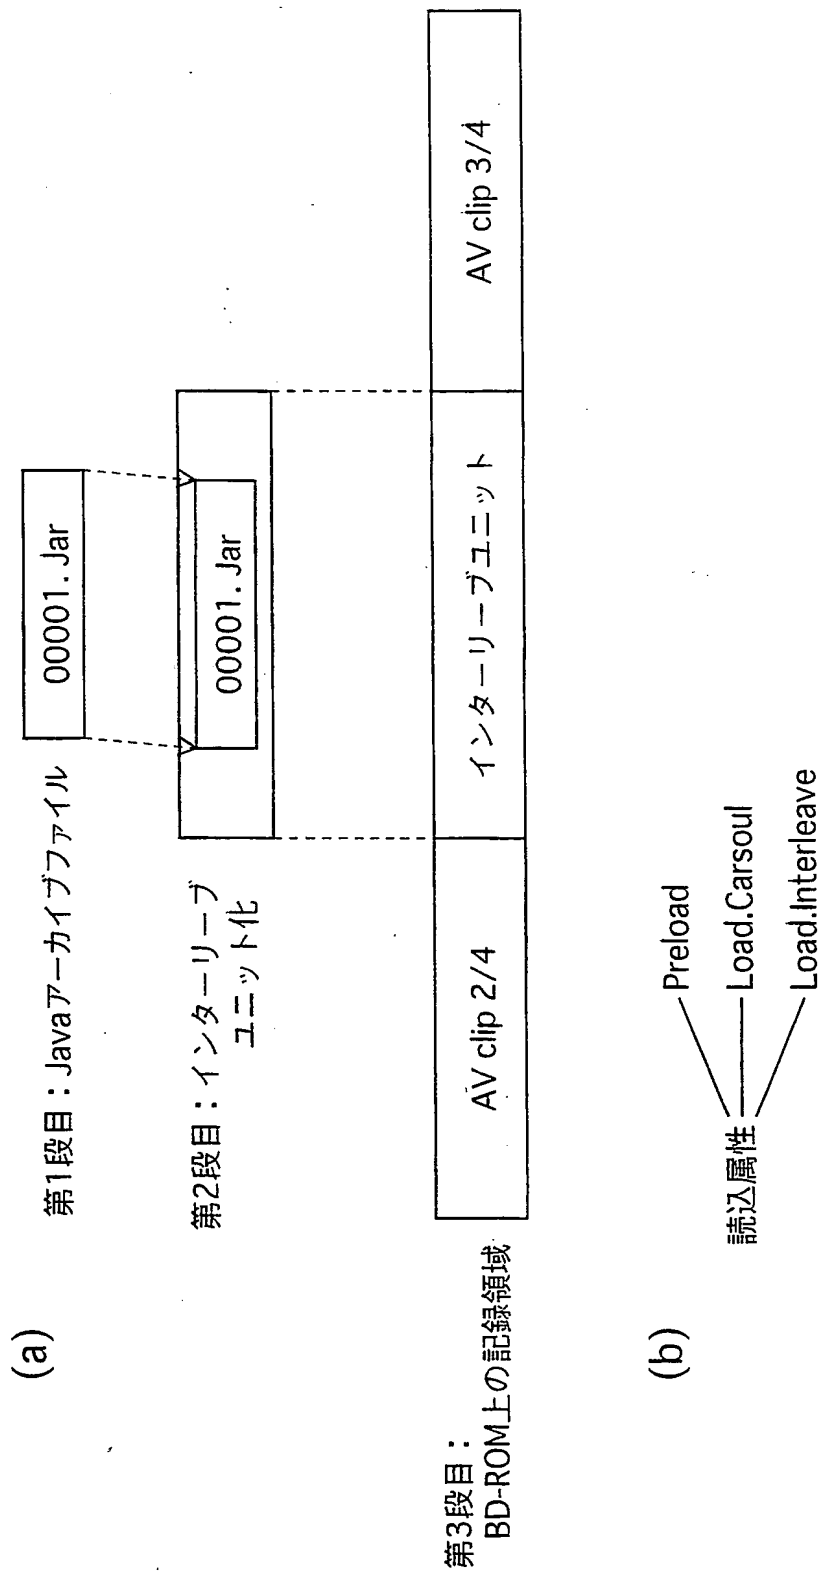 (a)
第1段目：Javaアーカイブファイル
00001. Jar
第2段目：インターリーブ
ユニット化
00001. Jar
第3段目：
BD-ROM上の記録領域
AV clip 2/4
インターリーブユニット
AV clip 3/4
(b)
読込属性
Preload
Load.Carsoul
Load.Interleave